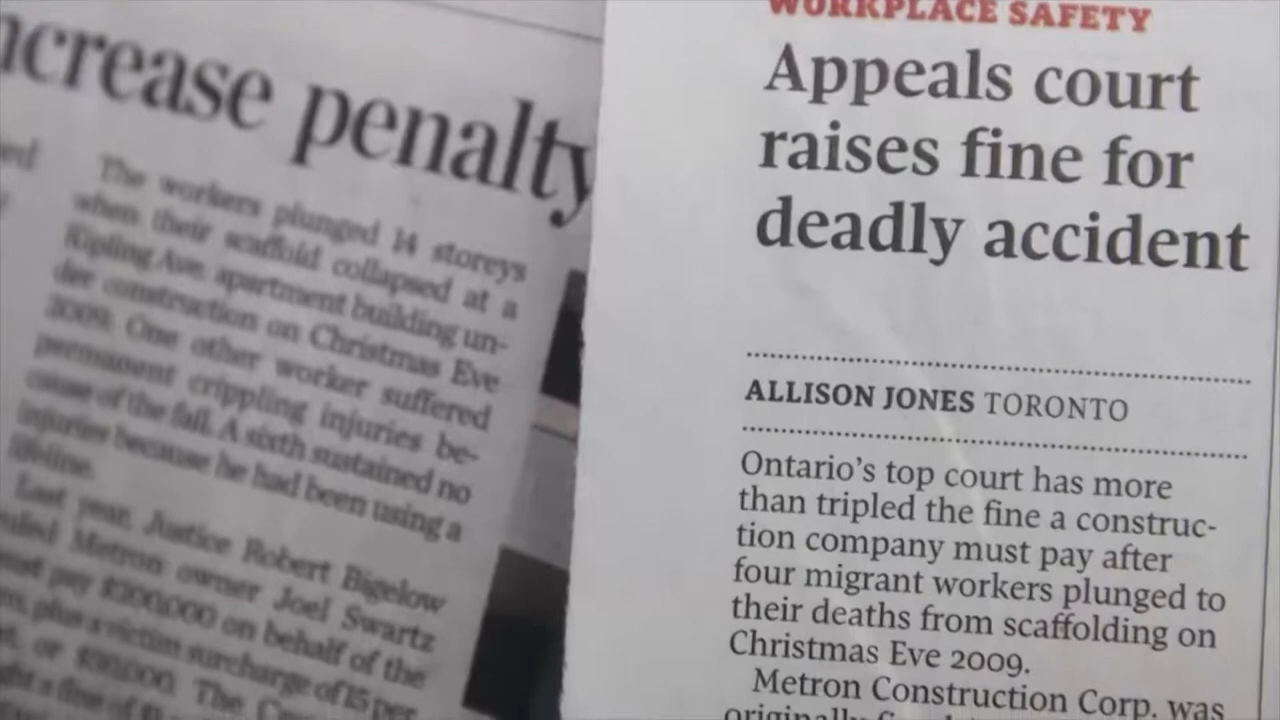 increase penalty
The workers plunged 14 storeys
when their scaffold collapsed at a
Kipling Ave. apartment building un-
der construction on Christmas Eve
2009. One other worker suffered
permanent crippling injuries be-
cause of the fall. A sixth sustained no
injuries because he had been using a
lifeline.
Last year, Justice Robert Bigelow
ruled Metron owner Joel Swartz
must pay $200,000 on behalf of the
plus a victim surcharge of 15 per
or $30,000. The
a fine of
WORKPLACE SAFETY
Appeals court
raises fine for
deadly accident
ALLISON JONES TORONTO
Ontario's top court has more
than tripled the fine a construc-
tion company must pay after
four migrant workers plunged to
their deaths from scaffolding on
Christmas Eve 2009.
Metron Construction Corp. was
originally